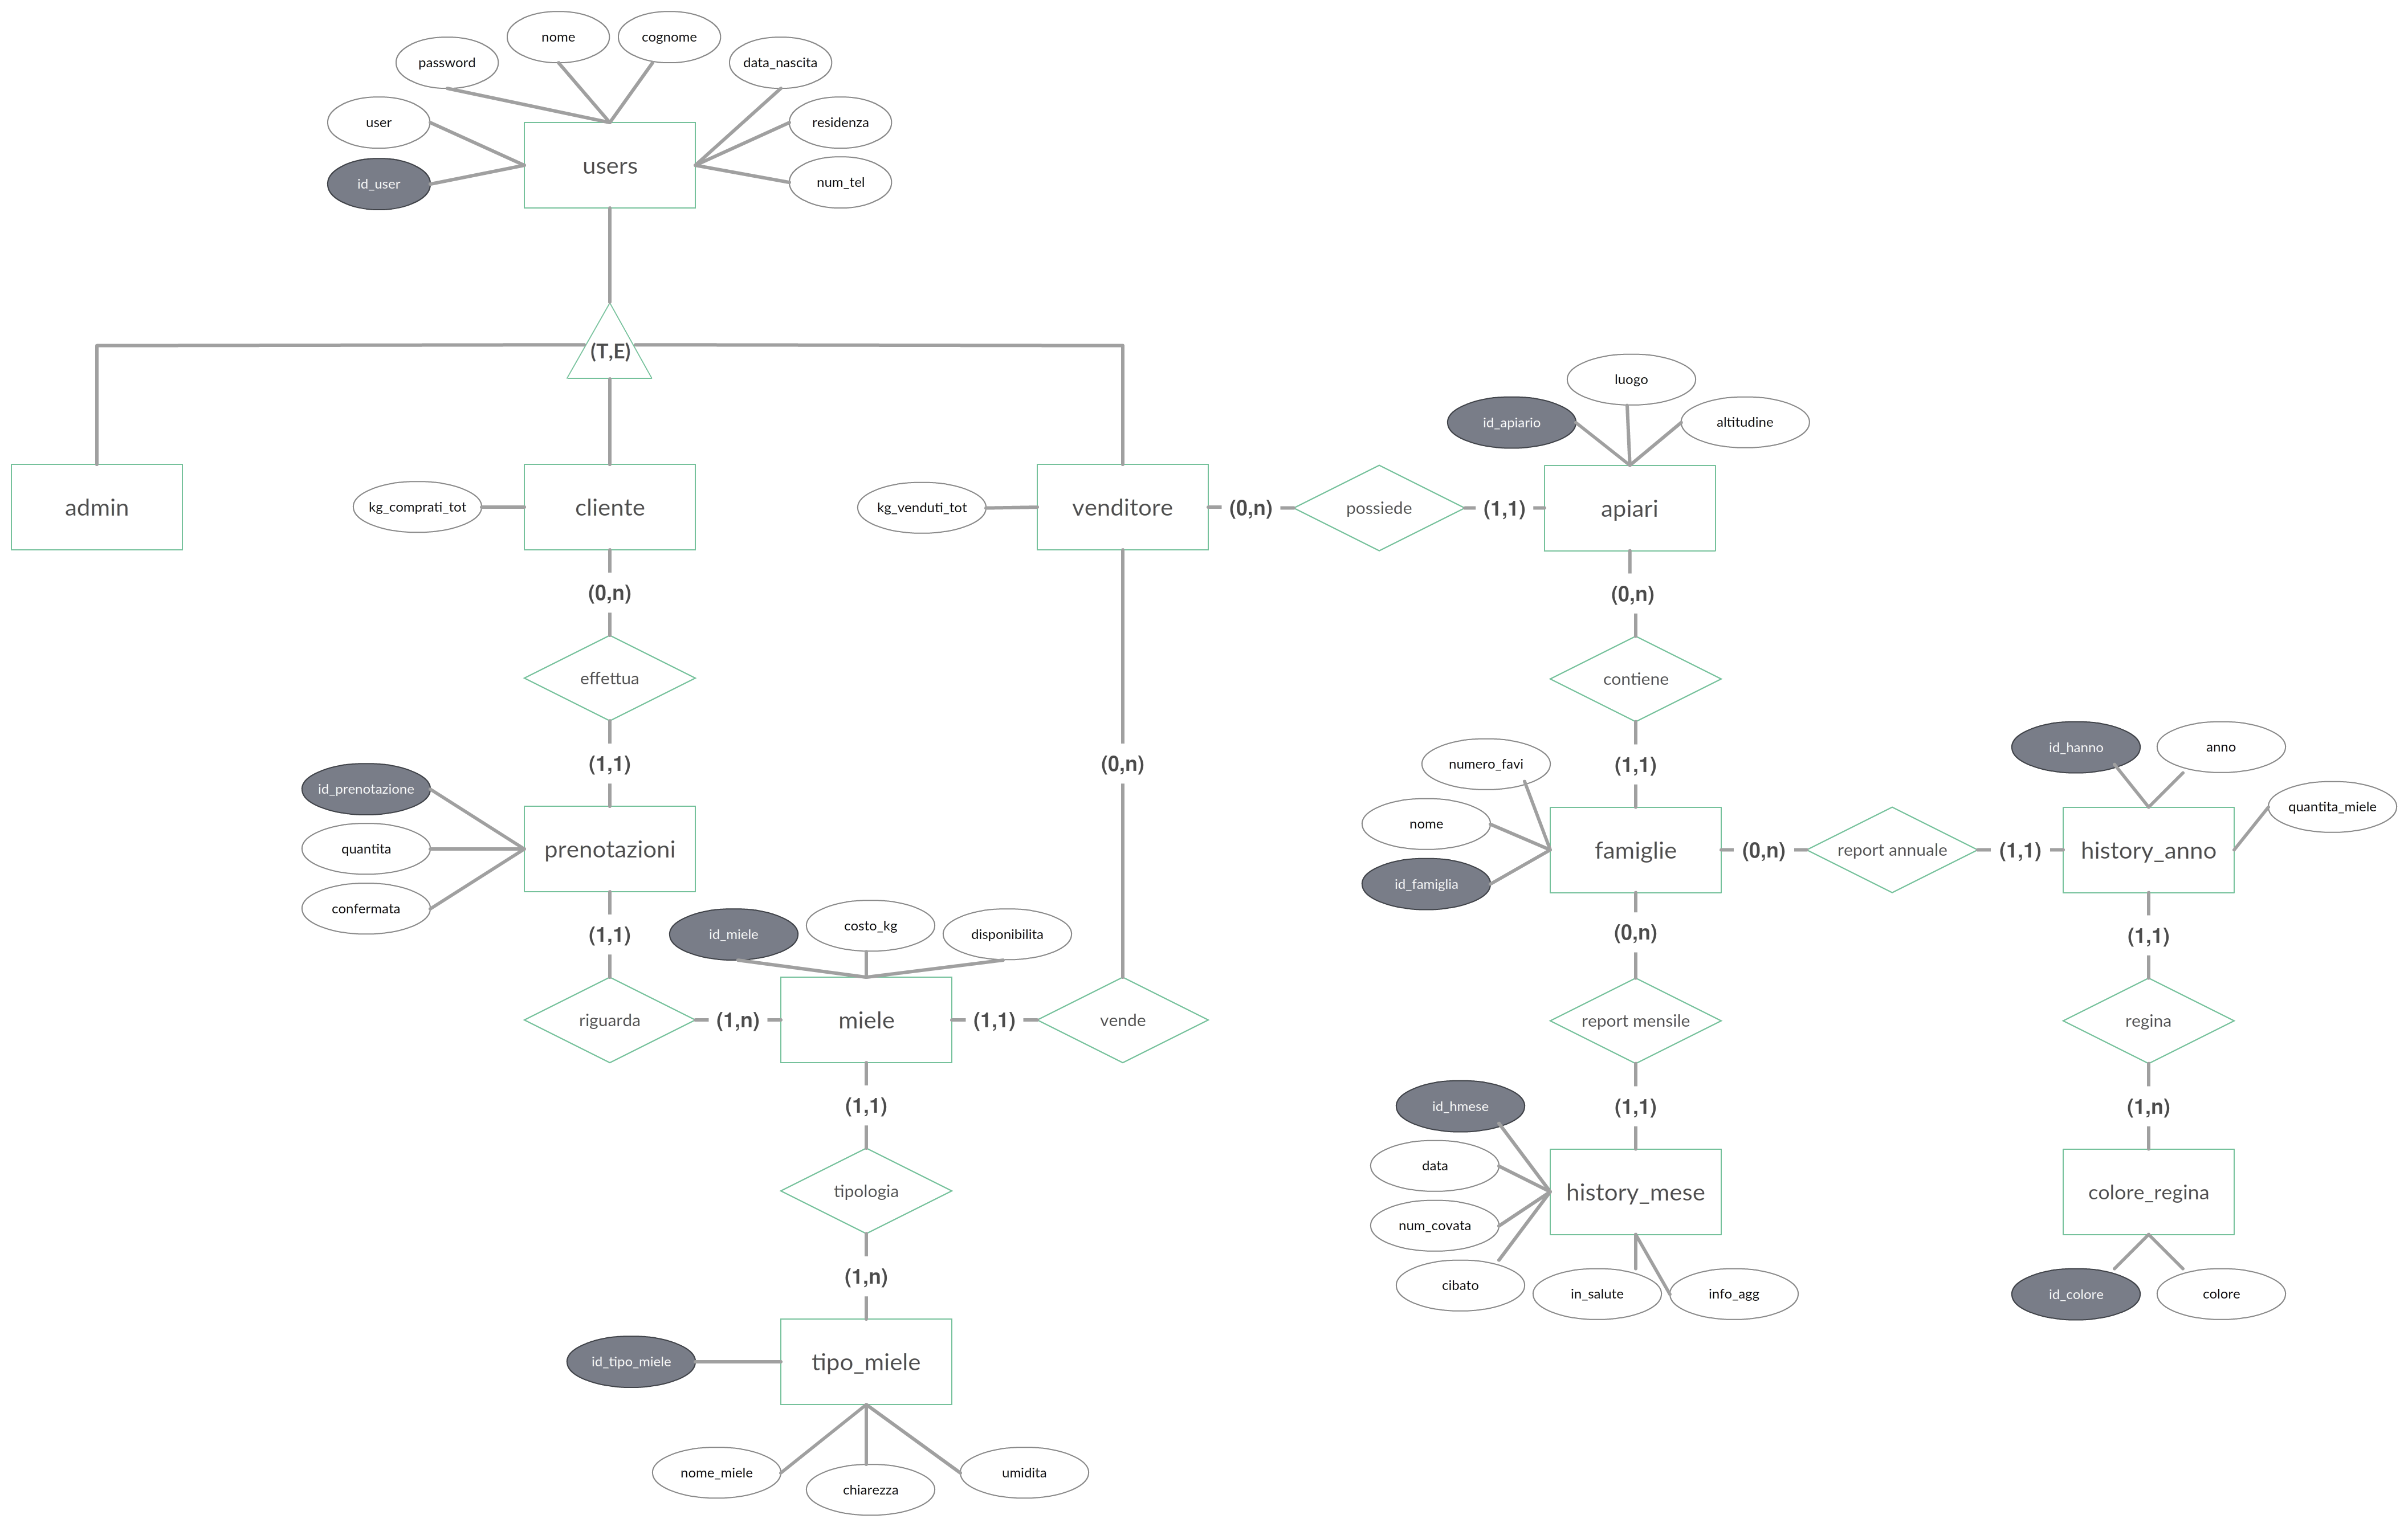 nome
cognome
password
data_nascita
user
residenza
id_user
users
num_tel
(T,E)
luogo
id_apiario
altitudine
admin
kg_comprati_tot
cliente
kg_venduti_tot
venditore
(0,n)
possiede
(1,1)
apiari
(0,n)
(0,n)
effettua
contiene
(1,1)
(0,n)
(1,1)
id_hanno
anno
numero_favi
id_prenotazione
quantita_miele
nome
quantita
prenotazioni
famiglie
(0,n)
report annuale
(1,1)
history_anno
id_famiglia
confermata
(1,1)
id_miele
costo_kg
disponibilita
(0,n)
(1,1)
riguarda
(1,n)
miele
(1,1)
vende
report mensile
regina
(1,1)
id_hmese
(1,1)
(1,n)
data
tipologia
history_mese
colore_regina
num_covata
(1,n)
cibato
in_salute
info_agg
id_colore
colore
id_tipo_miele
tipo_miele
nome_miele
chiarezza
umidita